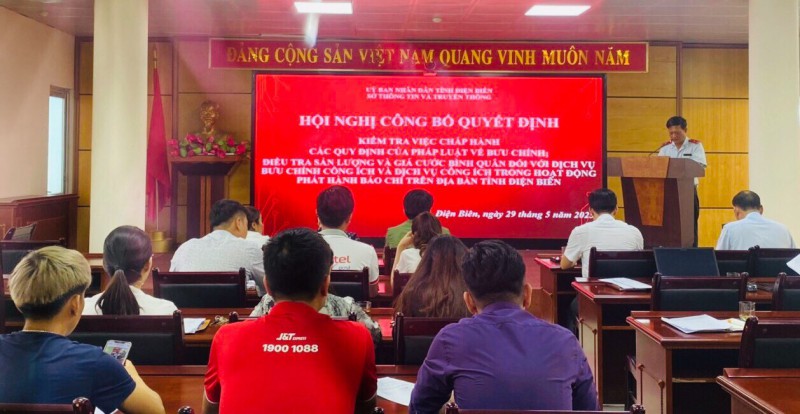 ĐẢNG CỘNG SẢN VIỆT NAM QUANG VINH MUÔN NĂM
UỶ BAN NHÂN DÂN TỈNH ĐIỆN BIÊN
SỞ THÔNG TIN VÀ TRUYỀN THÔNG
HỘI NGHỊ CÔNG BỐ QUYẾT ĐỊNH
KIỂM TRA VIỆC CHẤP HÀNH
CÁC QUY ĐỊNH CỦA PHÁP LUẬT VỀ BƯU CHÍNH;
ĐIỀU TRA SẢN LƯỢNG VÀ GIÁ CƯỚC BÌNH QUÂN ĐỐI VỚI DỊCH VỤ
BƯU CHÍNH CÔNG ÍCH VÀ DỊCH VỤ CÔNG ÍCH TRONG HOẠT ĐỘNG
PHÁT HÀNH BÁO CHÍ TRÊN ĐỊA BÀN TỈNH ĐIỆN BIÊN
Điện Biên, ngày 29 tháng 5 năm 202
tel
J&T EXPRESS
1900 1088